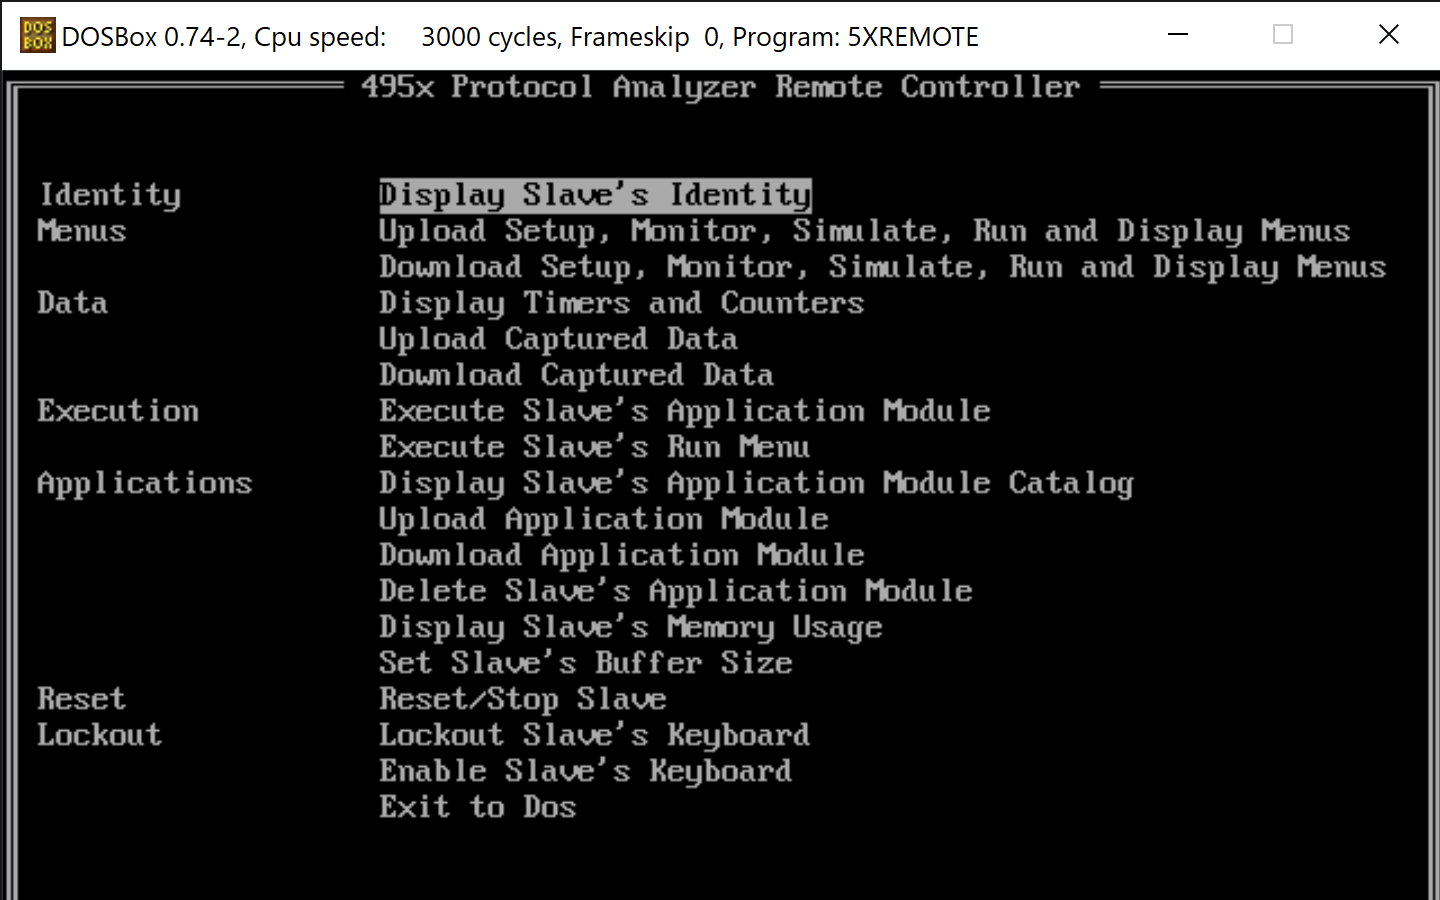 DOS BOX DOSBox 0.74-2, Cpu speed: 3000 cycles, Frameskip 0, Program: 5XREMOTE
495x Protocol Analyzer Remote Controller
Identity Display Slave's Identity
Menus Upload Setup, Monitor, Simulate, Run and Display Menus
Download Setup, Monitor, Simulate, Run and Display Menus
Data Display Timers and Counters
Upload Captured Data
Download Captured Data
Execution Execute Slave's Application Module
Execute Slave's Run Menu
Applications Display Slave's Application Module Catalog
Upload Application Module
Download Application Module
Delete Slave's Application Module
Display Slave's Memory Usage
Set Slave's Buffer Size
Reset Reset/Stop Slave
Lockout Lockout Slave's Keyboard
Enable Slave's Keyboard
Exit to Dos